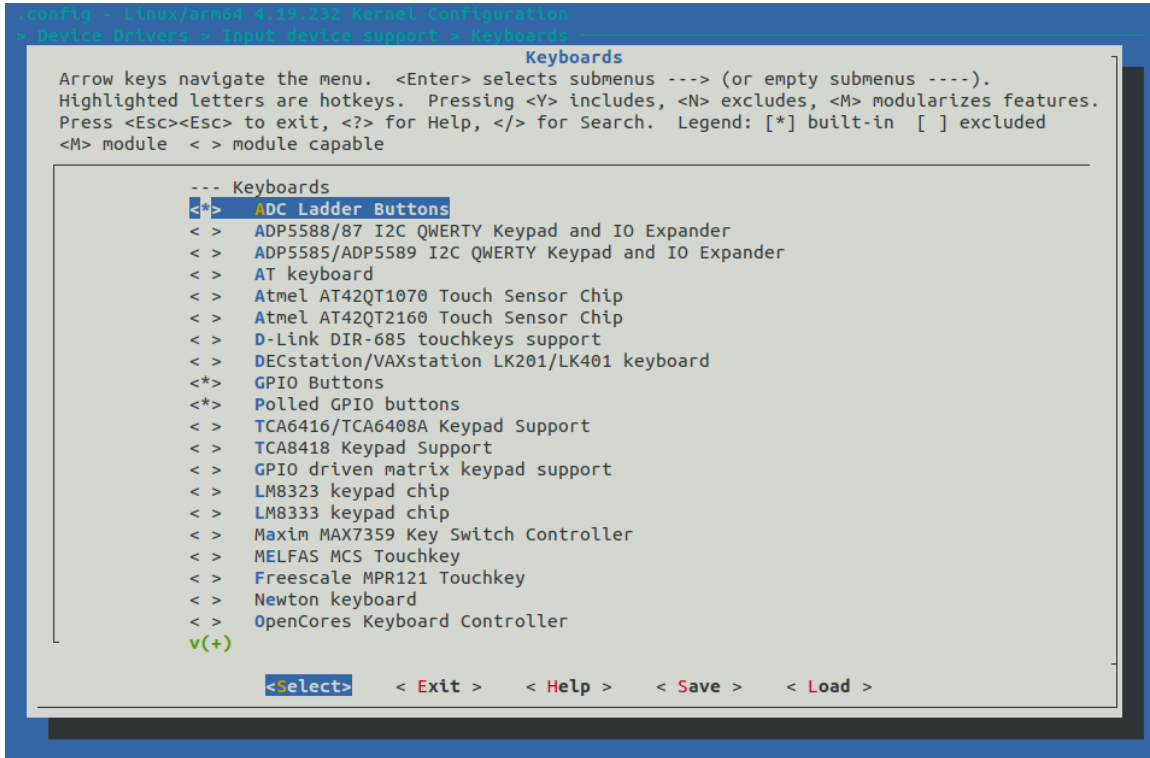 .config - Linux/arm64 4.19.232 Kernel Configuration
> Device Drivers > Input device support > Keyboards
Keyboards
Arrow keys navigate the menu.  <Enter> selects submenus ---> (or empty submenus ----).
Highlighted letters are hotkeys.  Pressing <Y> includes, <N> excludes, <M> modularizes features.
Press <Esc><Esc> to exit, <?> for Help, </> for Search.  Legend: [*] built-in  [ ] excluded
<M> module  < > module capable
--- Keyboards
<*>   ADC Ladder Buttons
< >   ADP5588/87 I2C QWERTY Keypad and IO Expander
< >   ADP5585/ADP5589 I2C QWERTY Keypad and IO Expander
< >   AT keyboard
< >   Atmel AT42QT1070 Touch Sensor Chip
< >   Atmel AT42QT2160 Touch Sensor Chip
< >   D-Link DIR-685 touchkeys support
< >   DECstation/VAXstation LK201/LK401 keyboard
<*>   GPIO Buttons
<*>   Polled GPIO buttons
< >   TCA6416/TCA6408A Keypad Support
< >   TCA8418 Keypad Support
< >   GPIO driven matrix keypad support
< >   LM8323 keypad chip
< >   LM8333 keypad chip
< >   Maxim MAX7359 Key Switch Controller
< >   MELFAS MCS Touchkey
< >   Freescale MPR121 Touchkey
< >   Newton keyboard
< >   OpenCores Keyboard Controller
v(+)
<Select>    < Exit >    < Help >    < Save >    < Load >